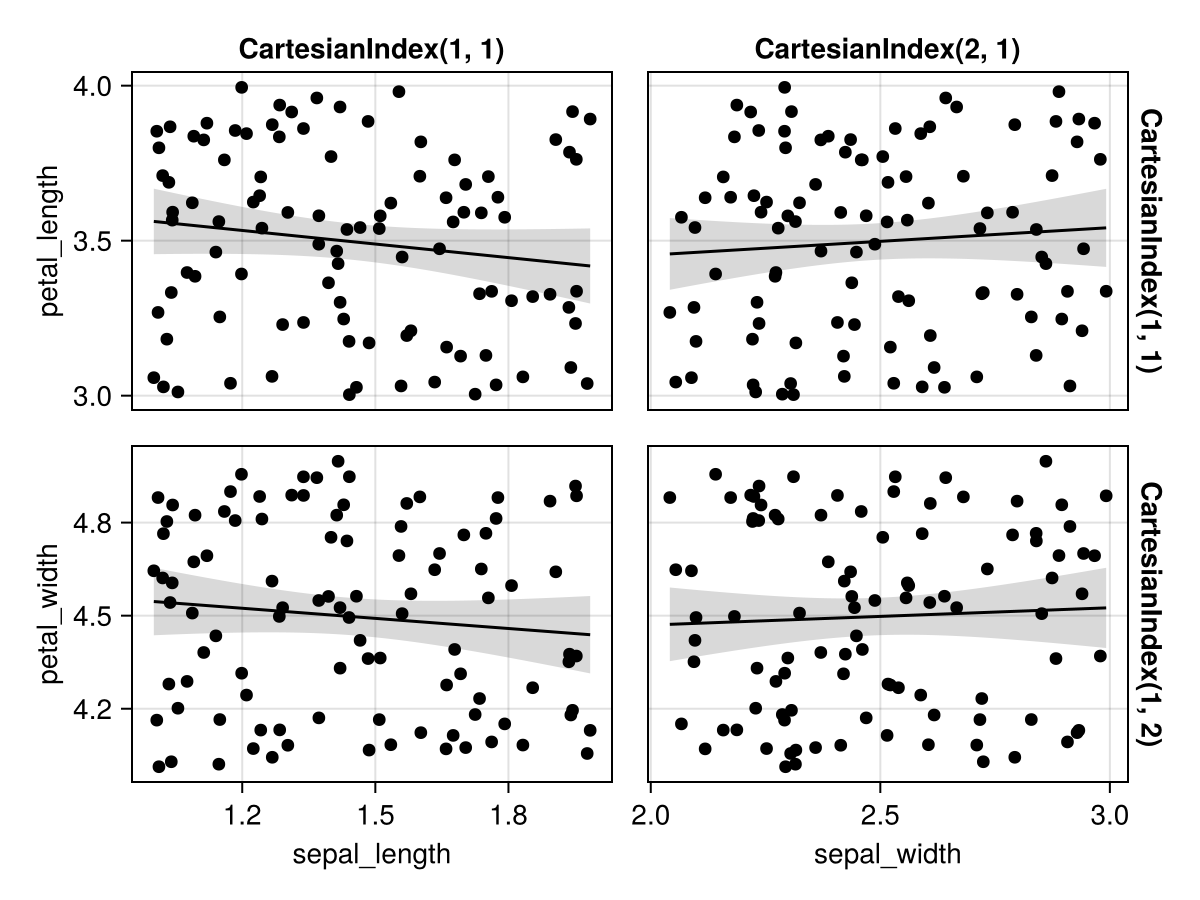 CartesianIndex(1, 1)
CartesianIndex(2, 1)
petal_length
4.0
3.5
3.0
CartesianIndex(1, 1)
petal_width
4.8
4.5
4.2
CartesianIndex(1, 2)
1.2
1.5
1.8
2.0
2.5
3.0
sepal_length
sepal_width